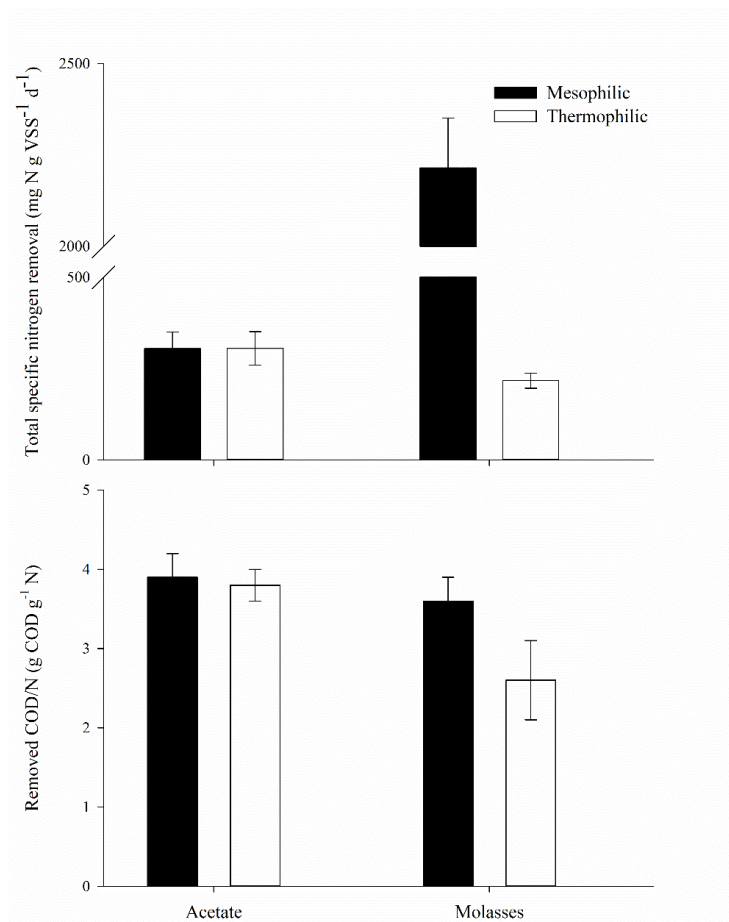 Total specific nitrogen removal (mg N g VSS⁻¹ d⁻¹)
2500
2000
500
0
Mesophilic
Thermophilic
Removed COD/N (g COD g⁻¹ N)
5
4
3
2
1
0
Acetate
Molasses